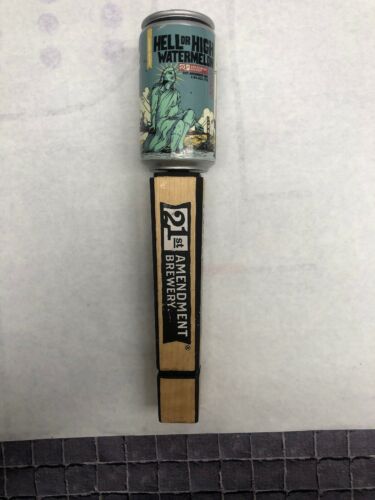 HELL OR HIGH
WATERMELON
21st
AMENDMENT
BREWERY.
®